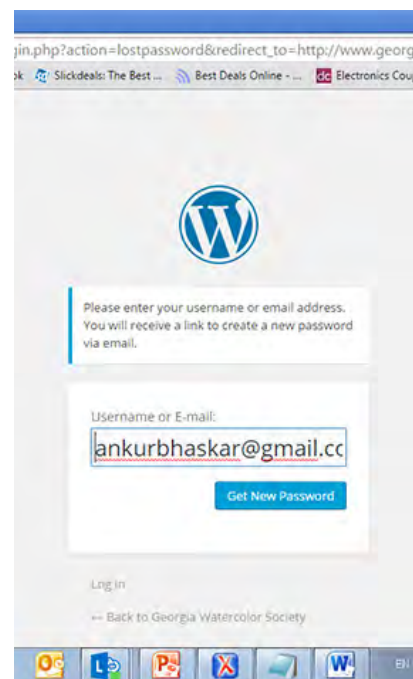 gin.php?action=lostpassword&redirect_to=http://www.georg
ok Slickdeals: The Best ... Best Deals Online - ... dc Electronics Cou
Please enter your username or email address.
You will receive a link to create a new password
via email.
Username or E-mail:
ankurbhaskar@gmail.cc
Get New Password
Log in
← Back to Georgia Watercolor Society
EN